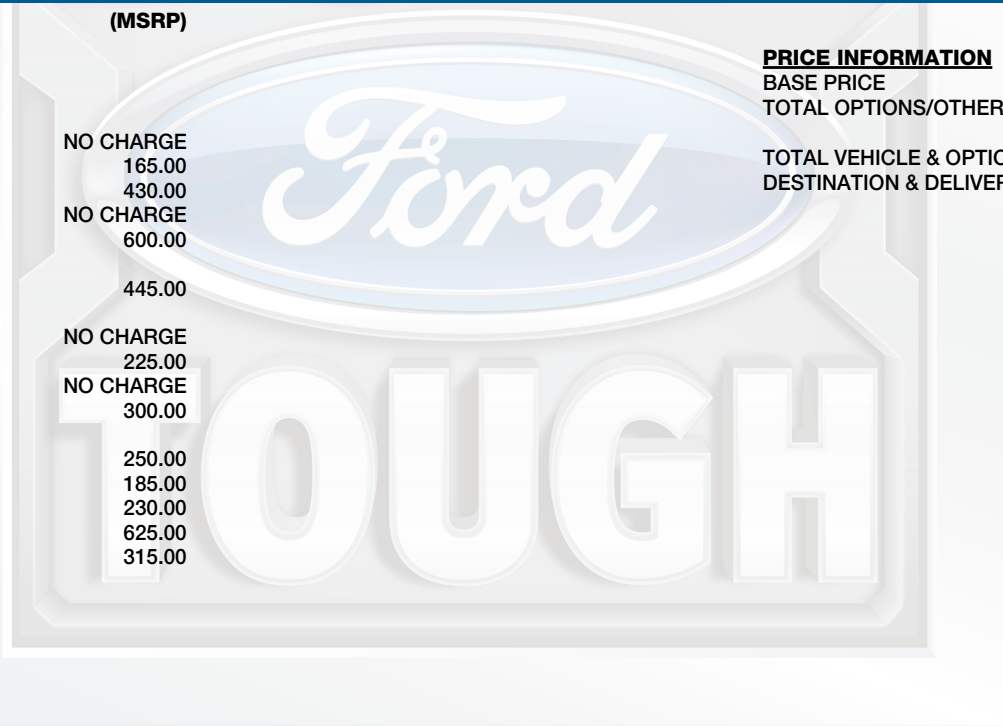 (MSRP)
NO CHARGE
165.00
430.00
NO CHARGE
600.00
445.00
NO CHARGE
225.00
NO CHARGE
300.00
250.00
185.00
230.00
625.00
315.00
PRICE INFORMATION
BASE PRICE
TOTAL OPTIONS/OTHER
TOTAL VEHICLE & OPTIO
DESTINATION & DELIVER
Ford
TOUGH